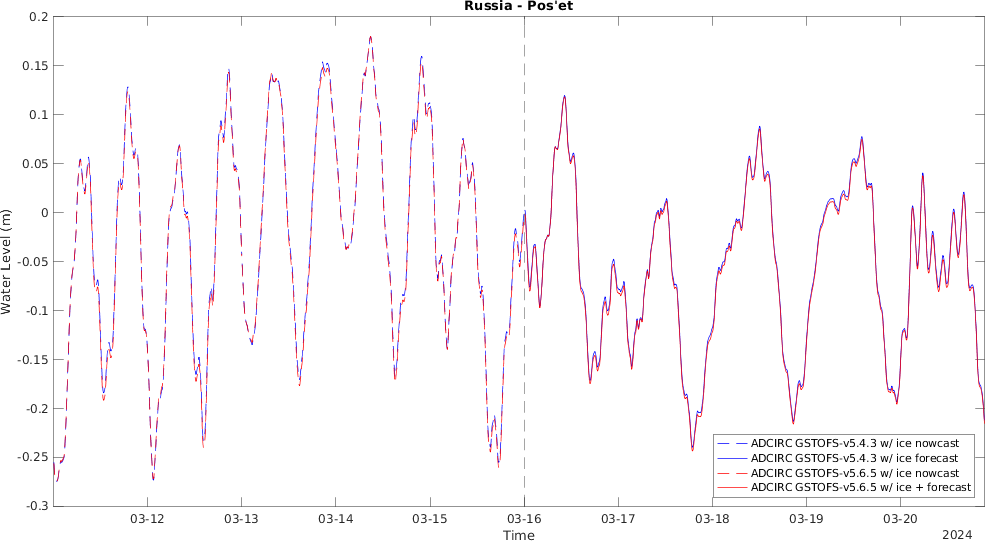 Russia - Pos'et
0.2
0.15
0.1
0.05
0
-0.05
-0.1
-0.15
-0.2
-0.25
-0.3
Water Level (m)
ADCIRC GSTOFS-v5.4.3 w/ ice nowcast
ADCIRC GSTOFS-v5.4.3 w/ ice forecast
ADCIRC GSTOFS-v5.6.5 w/ ice nowcast
ADCIRC GSTOFS-v5.6.5 w/ ice + forecast
03-12 03-13 03-14 03-15 03-16 03-17 03-18 03-19 03-20
Time
2024